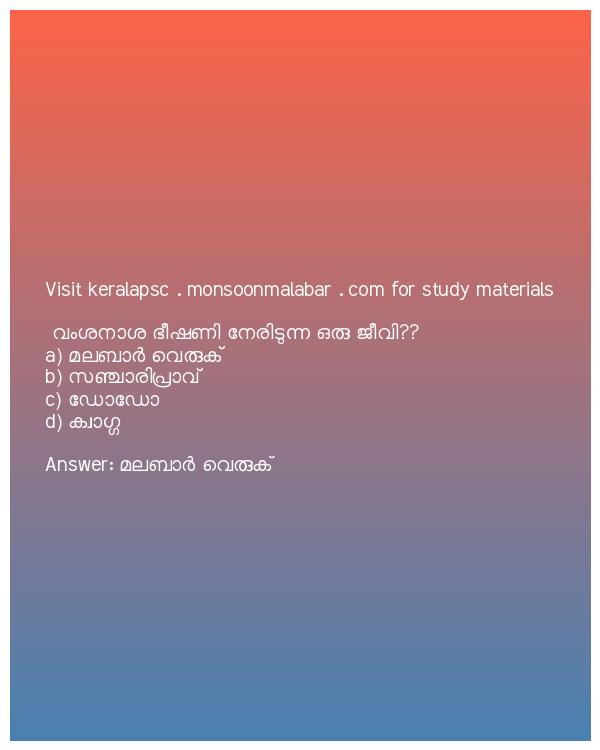 Visit keralapsc . monsoonmalabar . com for study materials
വംശനാശ ഭീഷണി നേരിടുന്ന ഒരു ജീവി??
a) മലബാർ വെരുക്
b) സഞ്ചാരിപ്രാവ്
c) ഡോഡോ
d) ക്വാഗ്ഗ
Answer: മലബാർ വെരുക്